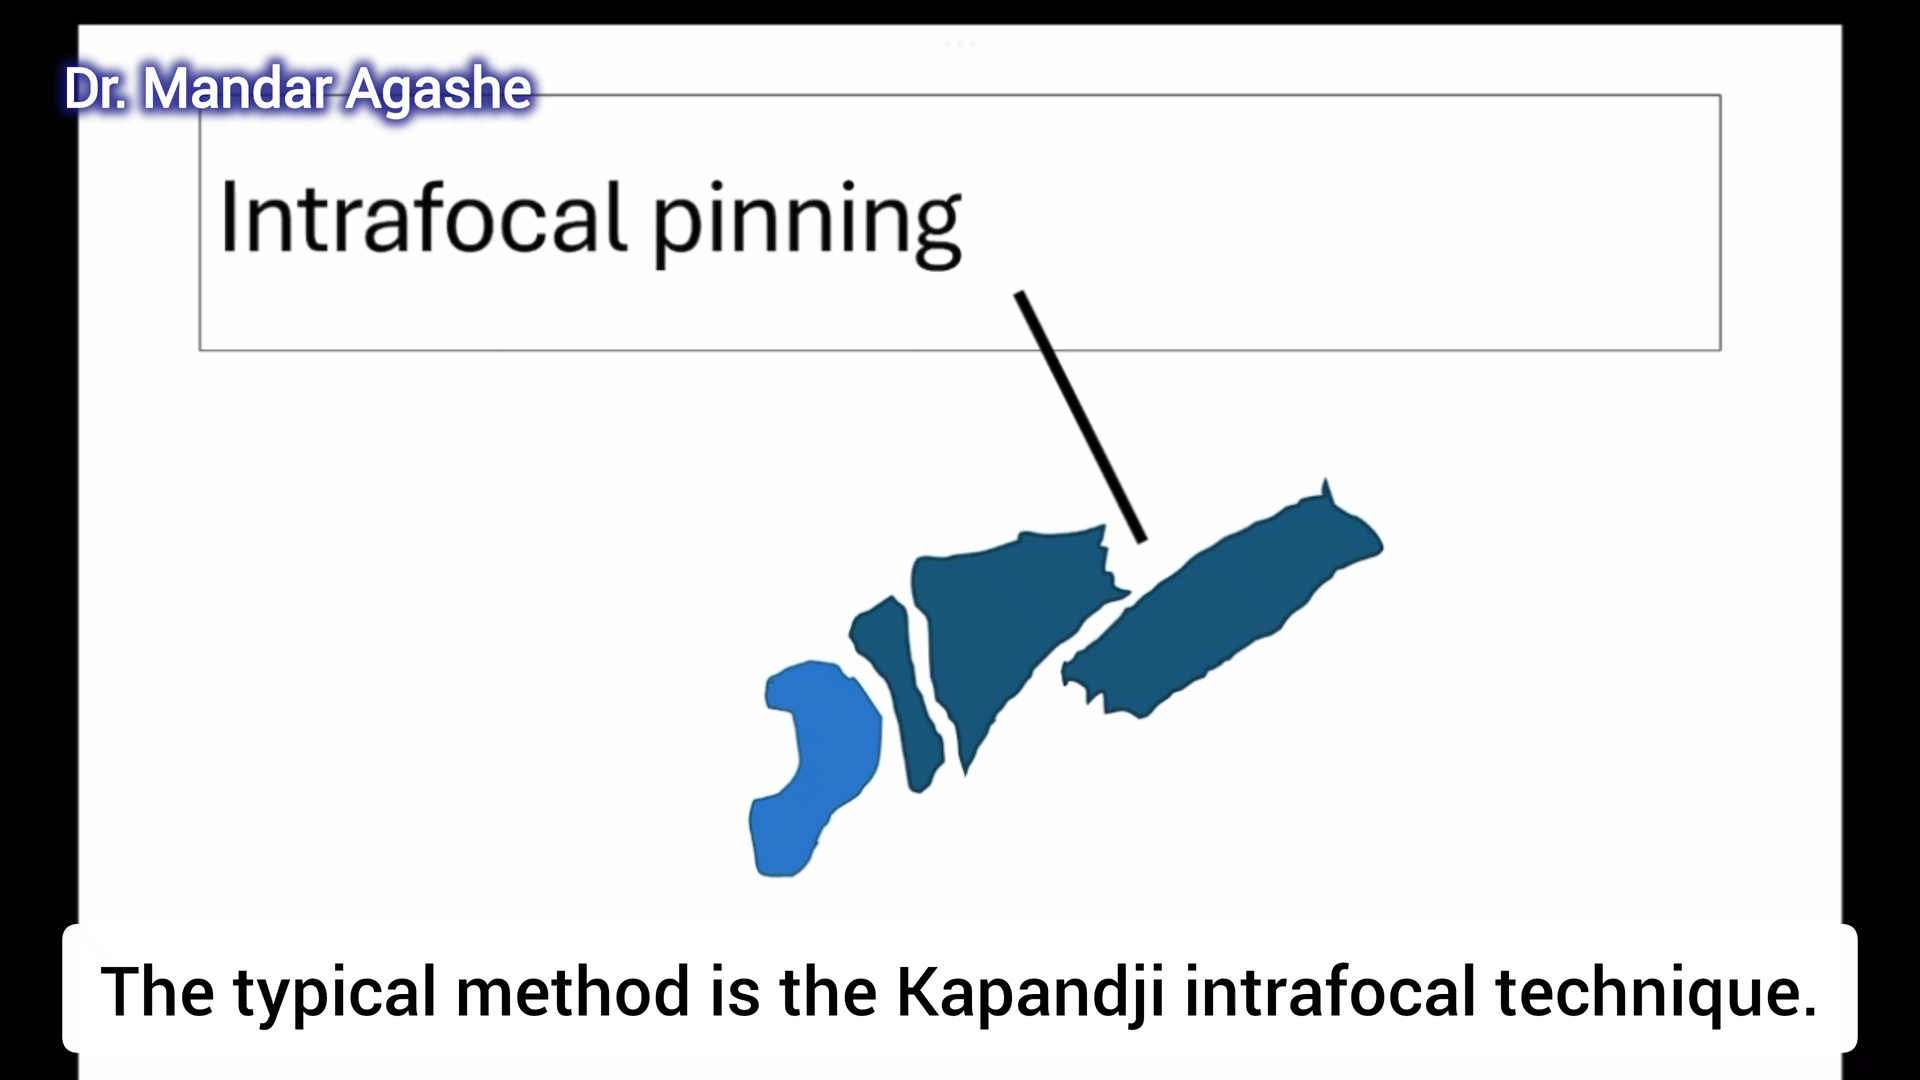 Dr. Mandar Agashe
Intrafocal pinning
The typical method is the Kapandji intrafocal technique.